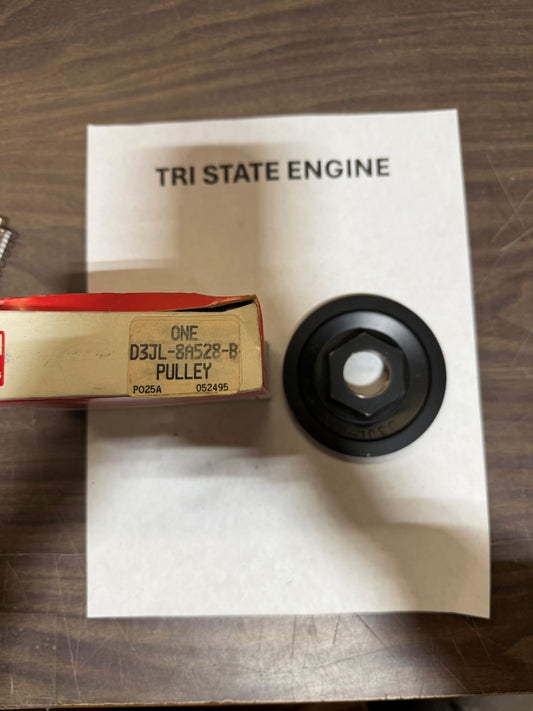 TRI STATE ENGINE
ONE
D3JL-8A528-B
PULLEY
PO25A 052495